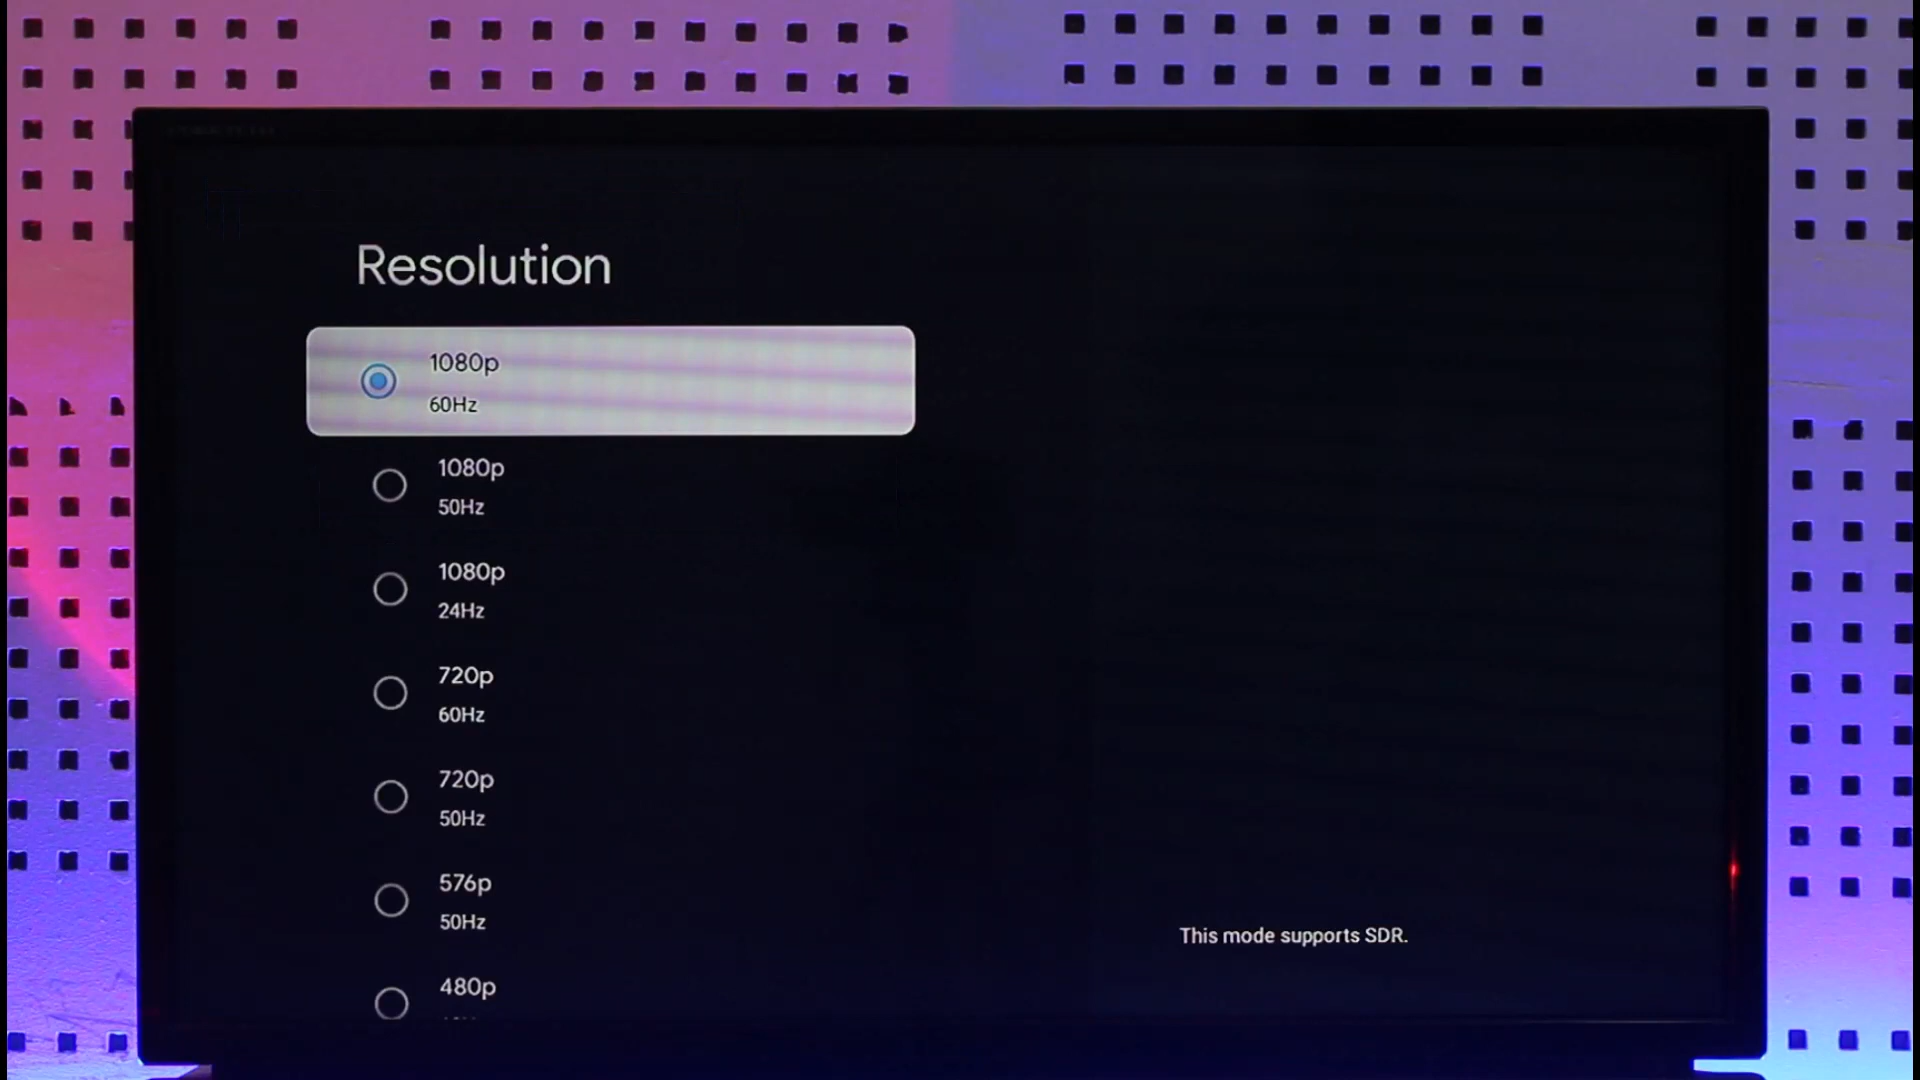 Resolution
1080p
60Hz
1080p
50Hz
1080p
24Hz
720p
60Hz
720p
50Hz
576p
50Hz
480p
This mode supports SDR.